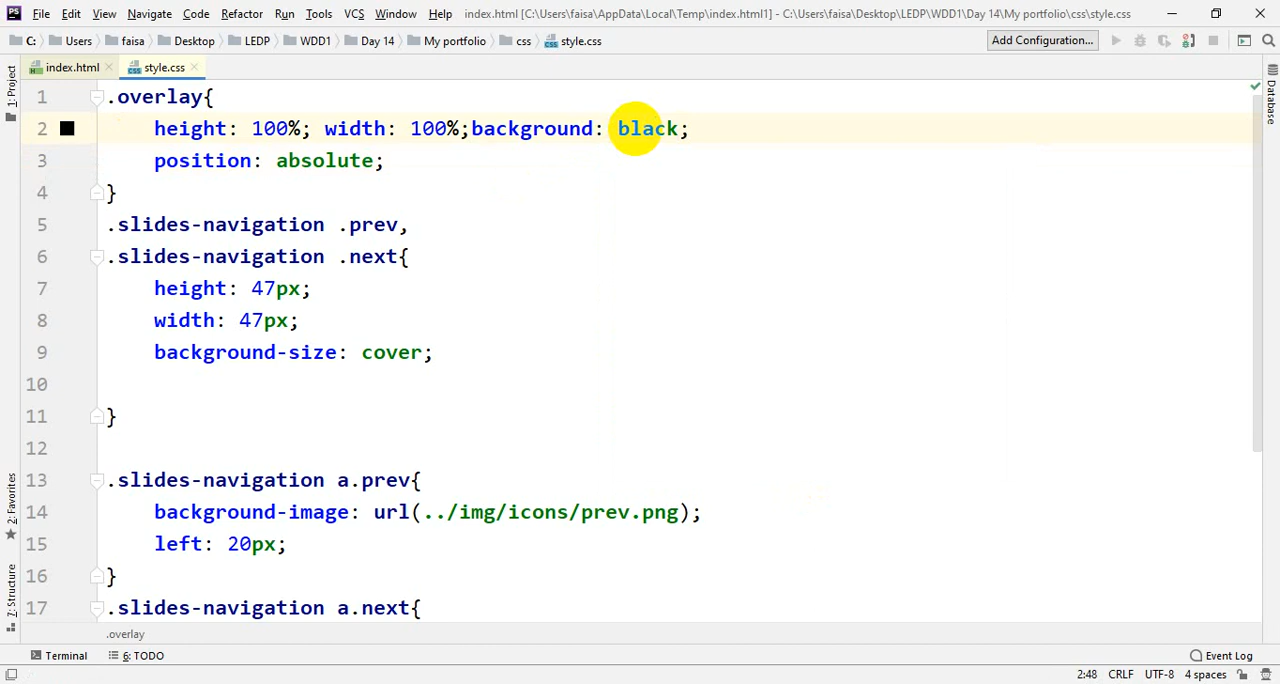 PS File Edit View Navigate Code Refactor Run Tools VCS Window Help index.html [C:\Users\faisa\AppData\Local\Temp\index.html1] - C:\Users\faisa\Desktop\LEDP\WDD1\Day 14\My portfolio\css\style.css
C: Users faisa Desktop LEDP WDD1 Day 14 My portfolio css style.css Add Configuration...
index.html style.css
1: Project
Database
2: Favorites
Z: Structure
1 .overlay{
2 height: 100%; width: 100%;background: black;
3 position: absolute;
4 }
5 .slides-navigation .prev,
6 .slides-navigation .next{
7 height: 47px;
8 width: 47px;
9 background-size: cover;
10
11 }
12
13 .slides-navigation a.prev{
14 background-image: url(../img/icons/prev.png);
15 left: 20px;
16 }
17 .slides-navigation a.next{
.overlay
Terminal 6: TODO Event Log
2:48 CRLF UTF-8 4 spaces